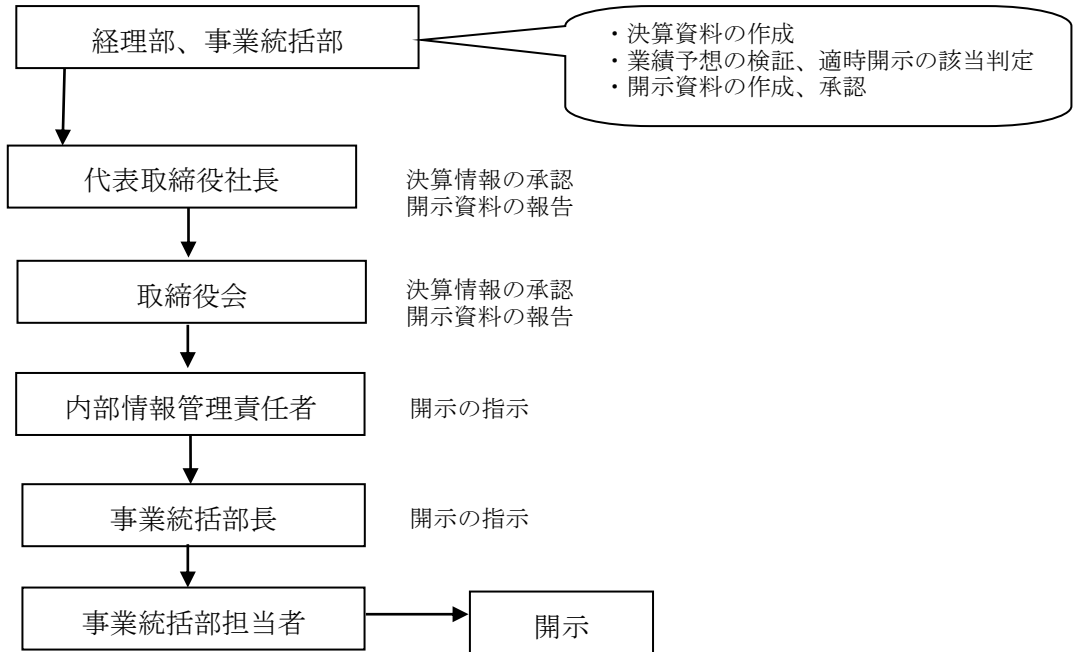 経理部、事業統括部
・決算資料の作成
・業績予想の検証、適時開示の該当判定
・開示資料の作成、承認
代表取締役社長
決算情報の承認
開示資料の報告
取締役会
決算情報の承認
開示資料の報告
内部情報管理責任者
開示の指示
事業統括部長
開示の指示
事業統括部担当者
開示